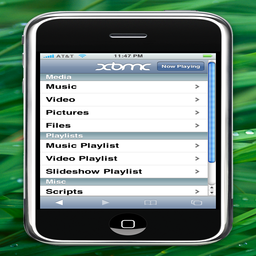 AT&T 11:47 PM
xbmc Now Playing
Media
Music
Video
Pictures
Files
Playlists
Music Playlist
Video Playlist
Slideshow Playlist
Misc
Scripts